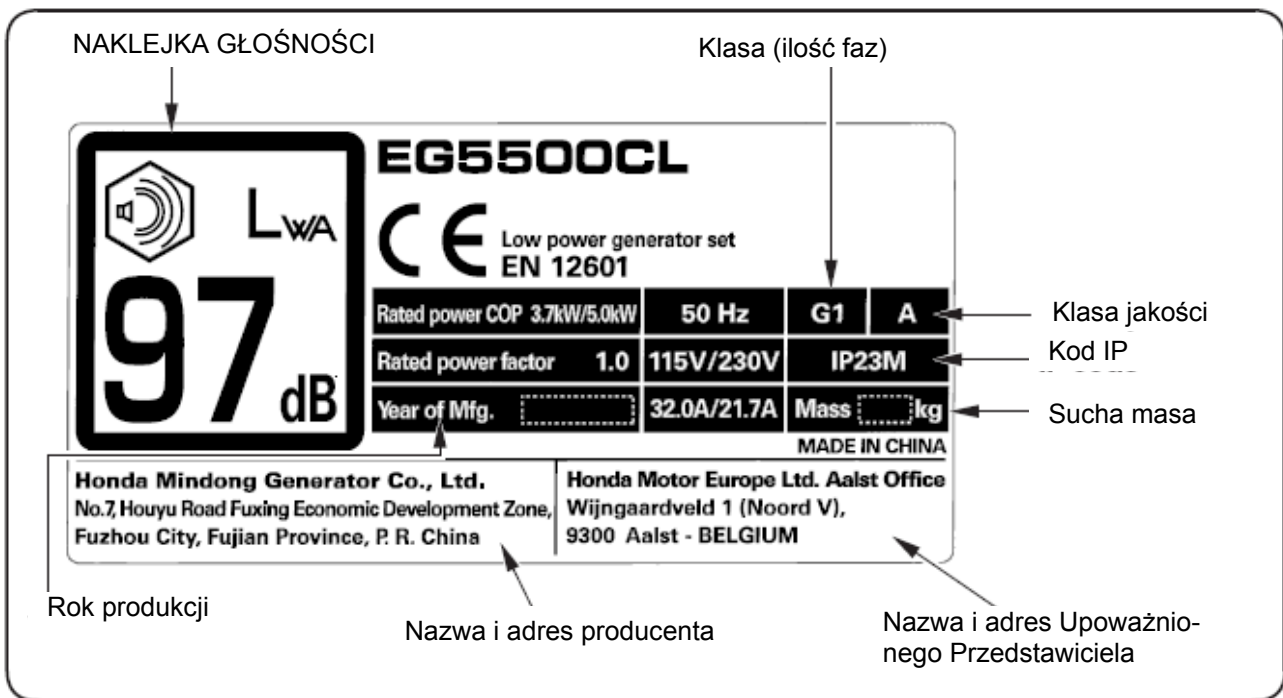 NAKLEJKA GŁOŚNOŚCI
Klasa (ilość faz)
EG5500CL
LWA
97
dB
CE
Low power generator set
EN 12601
Rated power COP 3.7kW/5.0kW
50 Hz
G1
A
Klasa jakości
Rated power factor 1.0
115V/230V
IP23M
Kod IP
Year of Mfg.
32.0A/21.7A
Mass kg
Sucha masa
MADE IN CHINA
Honda Mindong Generator Co., Ltd.
No.7, Houyu Road Fuxing Economic Development Zone,
Fuzhou City, Fujian Province, P. R. China
Honda Motor Europe Ltd. Aalst Office
Wijngaardveld 1 (Noord V),
9300 Aalst - BELGIUM
Rok produkcji
Nazwa i adres producenta
Nazwa i adres Upoważnio-
nego Przedstawiciela